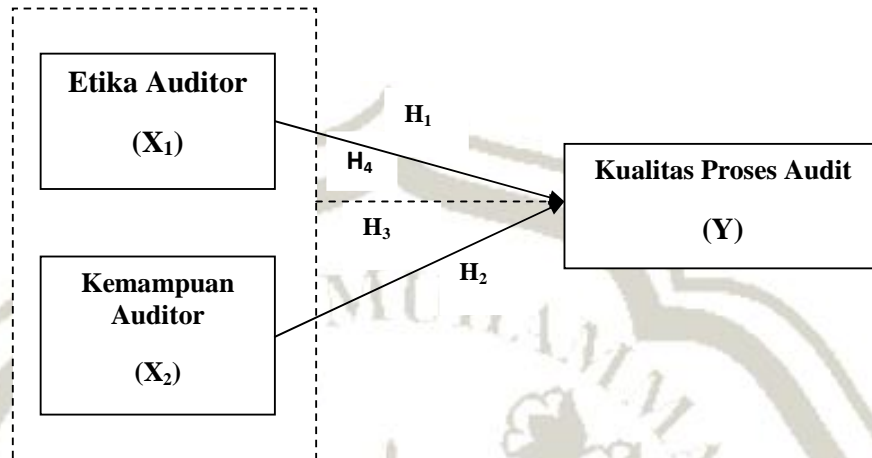 Etika Auditor
(X₁)
H₁
H₄
Kualitas Proses Audit
(Y)
H₃
H₂
Kemampuan
Auditor
(X₂)